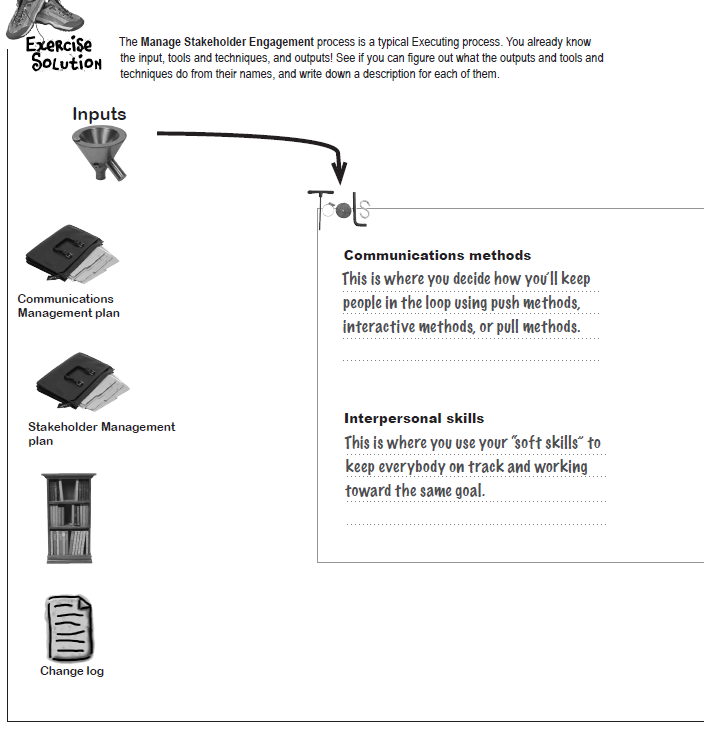 Exercise
Solution
The Manage Stakeholder Engagement process is a typical Executing process. You already know
the input, tools and techniques, and outputs! See if you can figure out what the outputs and tools and
techniques do from their names, and write down a description for each of them.
Inputs
Tools
Communications
Management plan
Stakeholder Management
plan
Change log
Communications methods
This is where you decide how you'll keep
people in the loop using push methods,
interactive methods, or pull methods.
Interpersonal skills
This is where you use your "soft skills" to
keep everybody on track and working
toward the same goal.